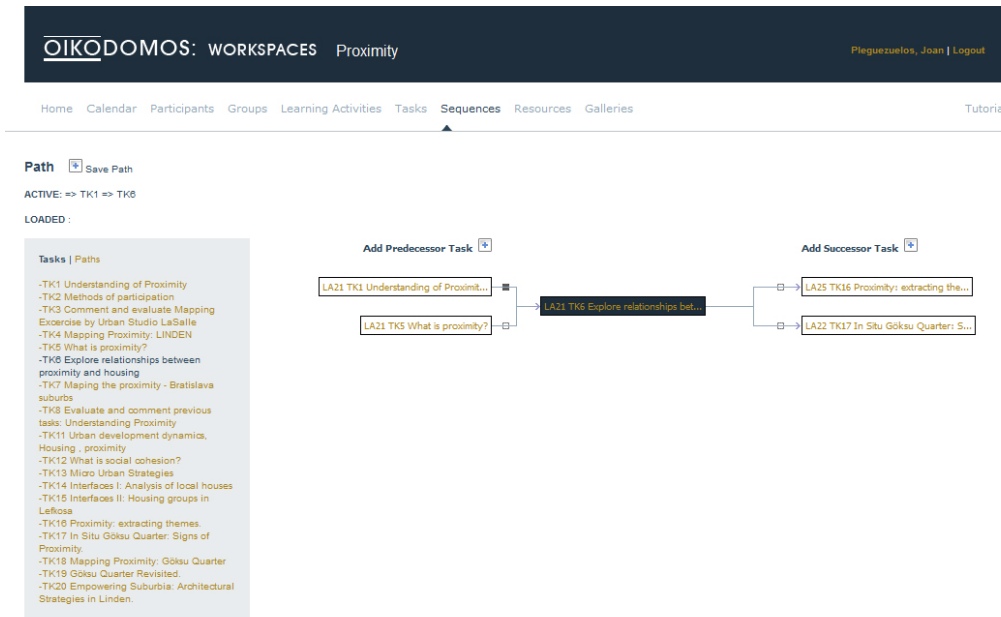 OIKODOMOS: WORKSPACES Proximity
Pleguezuelos, Joan | Logout
Home Calendar Participants Groups Learning Activities Tasks Sequences Resources Galleries
Tutoria
Path Save Path
ACTIVE: => TK1 => TK6
LOADED :
Tasks | Paths
-TK1 Understanding of Proximity
-TK2 Methods of participation
-TK3 Comment and evaluate Mapping
Excercise by Urban Studio LaSalle
-TK4 Mapping Proximity: LINDEN
-TK5 What is proximity?
-TK6 Explore relationships between
proximity and housing
-TK7 Maping the proximity - Bratislava
suburbs
-TK8 Evaluate and comment previous
tasks: Understanding Proximity
-TK11 Urban development dynamics,
Housing , proximity
-TK12 What is social cohesion?
-TK13 Micro Urban Strategies
-TK14 Interfaces I: Analysis of local houses
-TK15 Interfaces II: Housing groups in
Lefkosa
-TK16 Proximity: extracting themes.
-TK17 In Situ Göksu Quarter: Signs of
Proximity.
-TK18 Mapping Proximity: Göksu Quarter
-TK19 Göksu Quarter Revisited.
-TK20 Empowering Suburbia: Architectural
Strategies in Linden.
Add Predecessor Task
LA21 TK1 Understanding of Proximit...
LA21 TK5 What is proximity?
LA21 TK6 Explore relationships bet...
Add Successor Task
LA25 TK16 Proximity: extracting the...
LA22 TK17 In Situ Göksu Quarter: S...